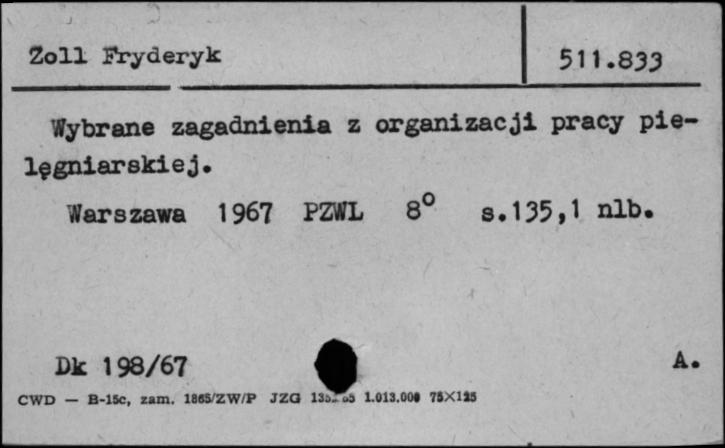 Zoll Fryderyk
511.833
Wybrane zagadnienia z organizacji pracy pie-
lęgniarskiej.
Warszawa 1967 PZWL 8° s.135,1 nlb.
Dk 198/67
A.
CWD — B-15c, zam. 1865/ZW/P JZG 1.013.000 75×125